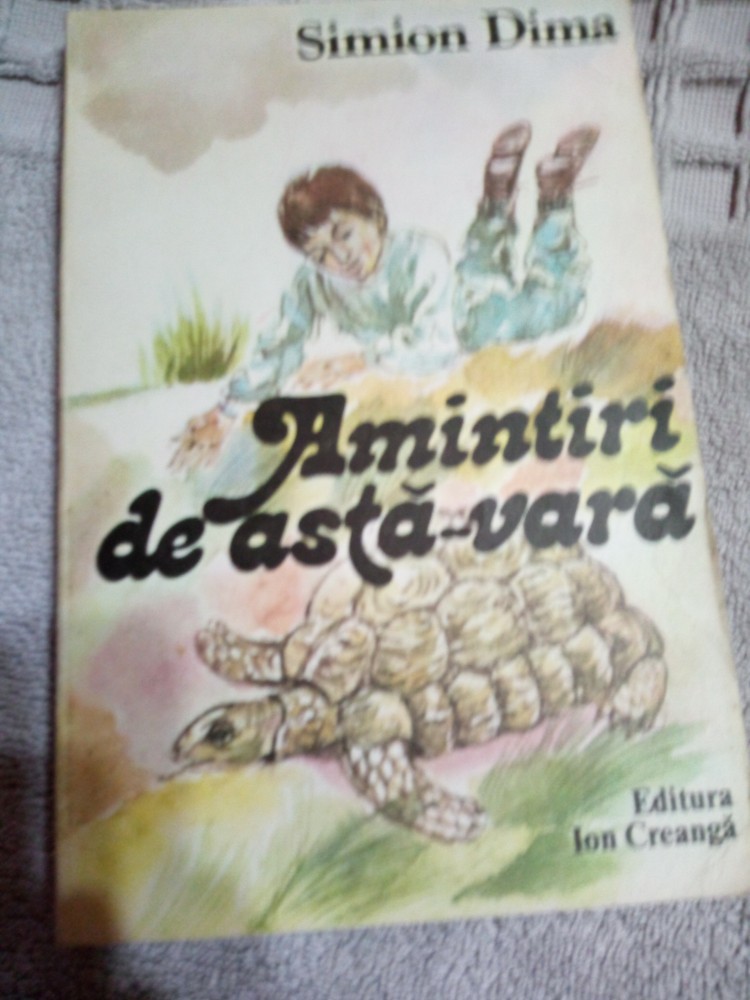 Simion Dima
Amintiri
de astă-vară
Editura
Ion Creangă